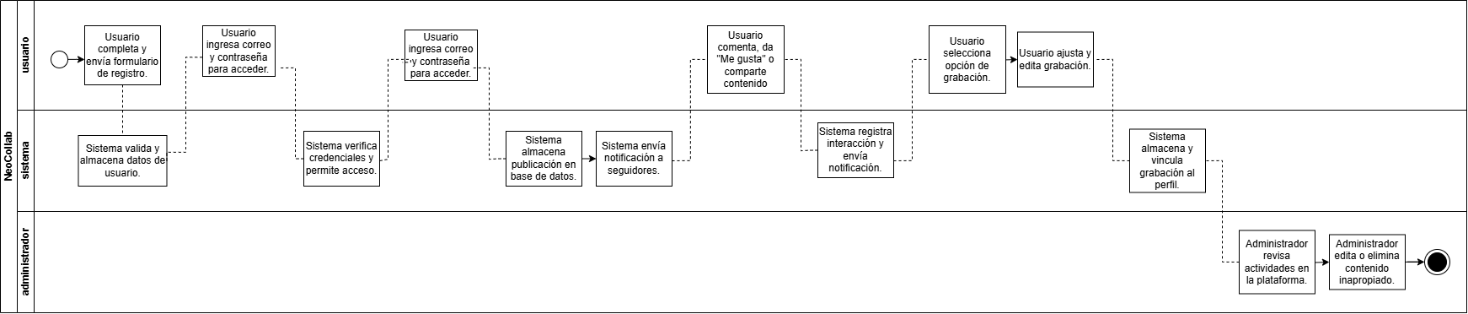 NeoCollab
usuario
Usuario
completa y
envía formulario
de registro.
Usuario
ingresa correo
y contraseña
para acceder.
Usuario
ingresa correo
y contraseña
para acceder.
Usuario
comenta, da
"Me gusta" o
comparte
contenido
Usuario
selecciona
opción de
grabación.
Usuario ajusta y
edita grabación.
sistema
Sistema valida y
almacena datos de
usuario.
Sistema verifica
credenciales y
permite acceso.
Sistema
almacena
publicación en
base de datos.
Sistema envía
notificación a
seguidores.
Sistema registra
interacción y
envía
notificación.
Sistema
almacena y
vincula
grabación al
perfil.
administrador
Administrador
revisa
actividades en
la plataforma.
Administrador
edita o elimina
contenido
inapropiado.